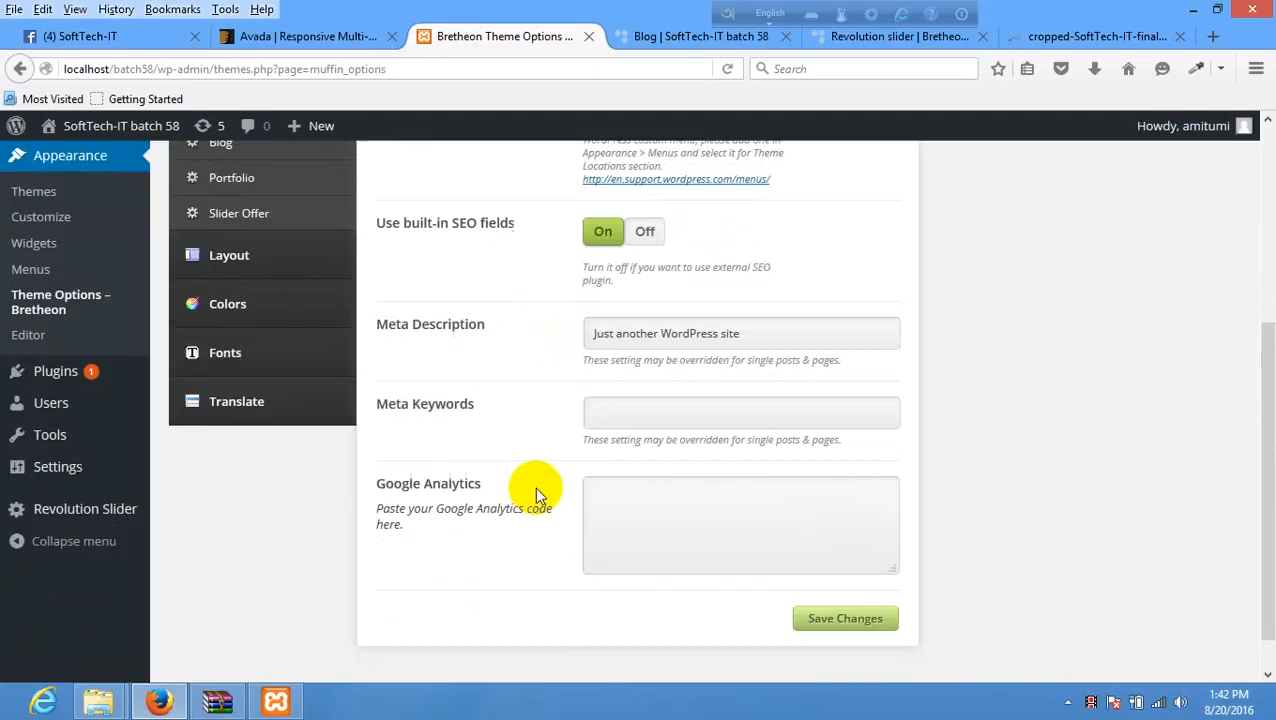 File Edit View History Bookmarks Tools Help
English
(4) SoftTech-IT
Avada | Responsive Multi-...
Bretheon Theme Options ...
Blog | SoftTech-IT batch 58
Revolution slider | Bretheo...
cropped-SoftTech-IT-final...
localhost/batch58/wp-admin/themes.php?page=muffin_options
Search
Most Visited Getting Started
SoftTech-IT batch 58 5 0 New Howdy, amitumi
Appearance
Themes
Customize
Widgets
Menus
Theme Options –
Bretheon
Editor
Plugins 1
Users
Tools
Settings
Revolution Slider
Collapse menu
Blog
Portfolio
Slider Offer
Layout
Colors
Fonts
Translate
WordPress custom menu, please add one in
Appearance > Menus and select it for Theme
Locations section.
http://en.support.wordpress.com/menus/
Use built-in SEO fields
On Off
Turn it off if you want to use external SEO
plugin.
Meta Description
Just another WordPress site
These setting may be overridden for single posts & pages.
Meta Keywords
These setting may be overridden for single posts & pages.
Google Analytics
Paste your Google Analytics code
here.
Save Changes
1:42 PM
8/20/2016